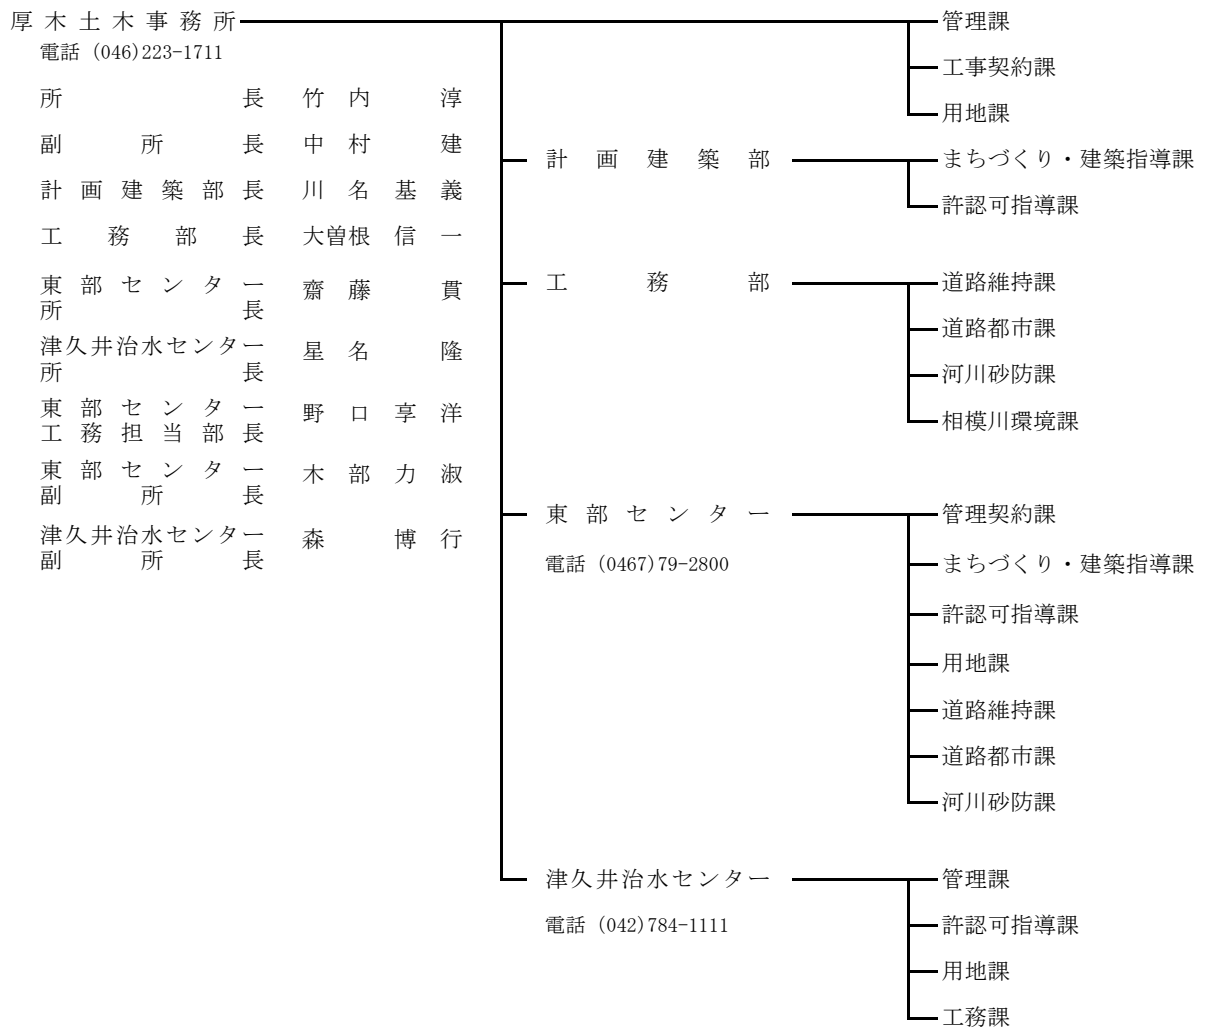 厚木土木事務所
電話 (046)223-1711
所長 竹内淳
副所長 中村建
計画建築部長 川名基義
工務部長 大曽根信一
東部センター
所長
齋藤貫
津久井治水センター
所長
星名隆
東部センター
工務担当部長
野口享洋
東部センター
副所長
木部力淑
津久井治水センター
副所長
森博行
管理課
工事契約課
用地課
計画建築部
まちづくり・建築指導課
許認可指導課
工務部
道路維持課
道路都市課
河川砂防課
相模川環境課
東部センター
電話 (0467)79-2800
管理契約課
まちづくり・建築指導課
許認可指導課
用地課
道路維持課
道路都市課
河川砂防課
津久井治水センター
電話 (042)784-1111
管理課
許認可指導課
用地課
工務課